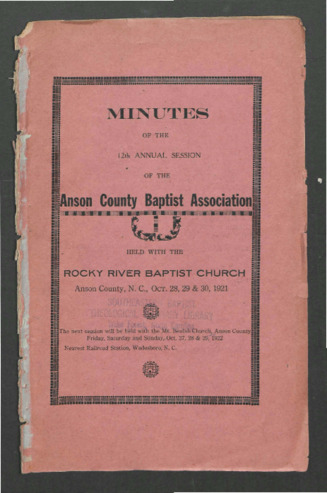 MINUTES
OF THE
12th ANNUAL SESSION
OF THE
Anson County Baptist Association
HELD WITH THE
ROCKY RIVER BAPTIST CHURCH
Anson County, N. C., Oct. 28, 29 & 30, 1921
The next session will be held with the Mt. Beulah Church, Anson County
Friday, Saturday and Sunday, Oct. 27, 28 & 29, 1922
Nearest Railroad Station, Wadesboro, N. C.